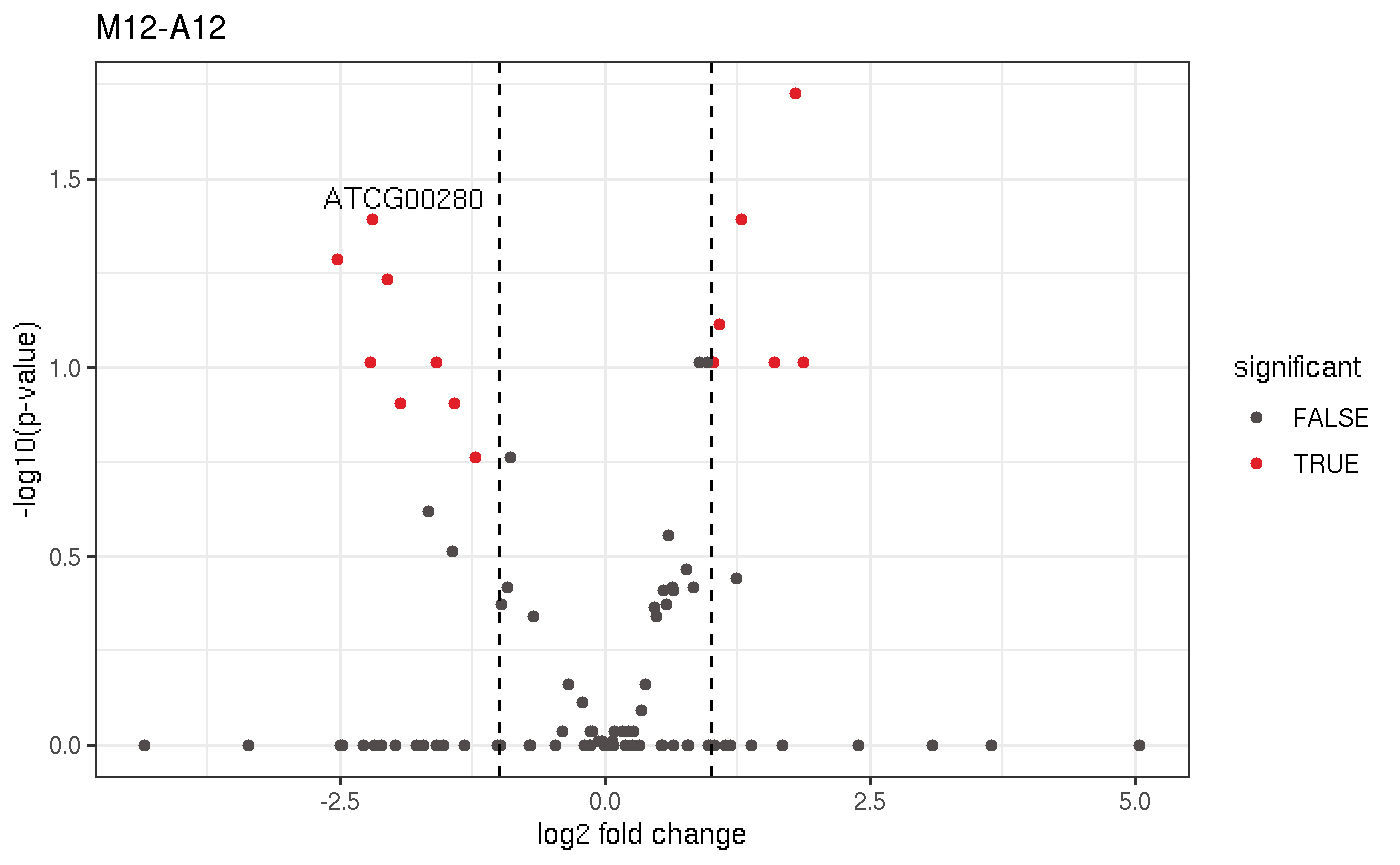 M12-A12
ATCG00280
-log10(p-value)
1.5
1.0
0.5
0.0
-2.5
0.0
2.5
5.0
log2 fold change
significant
FALSE
TRUE